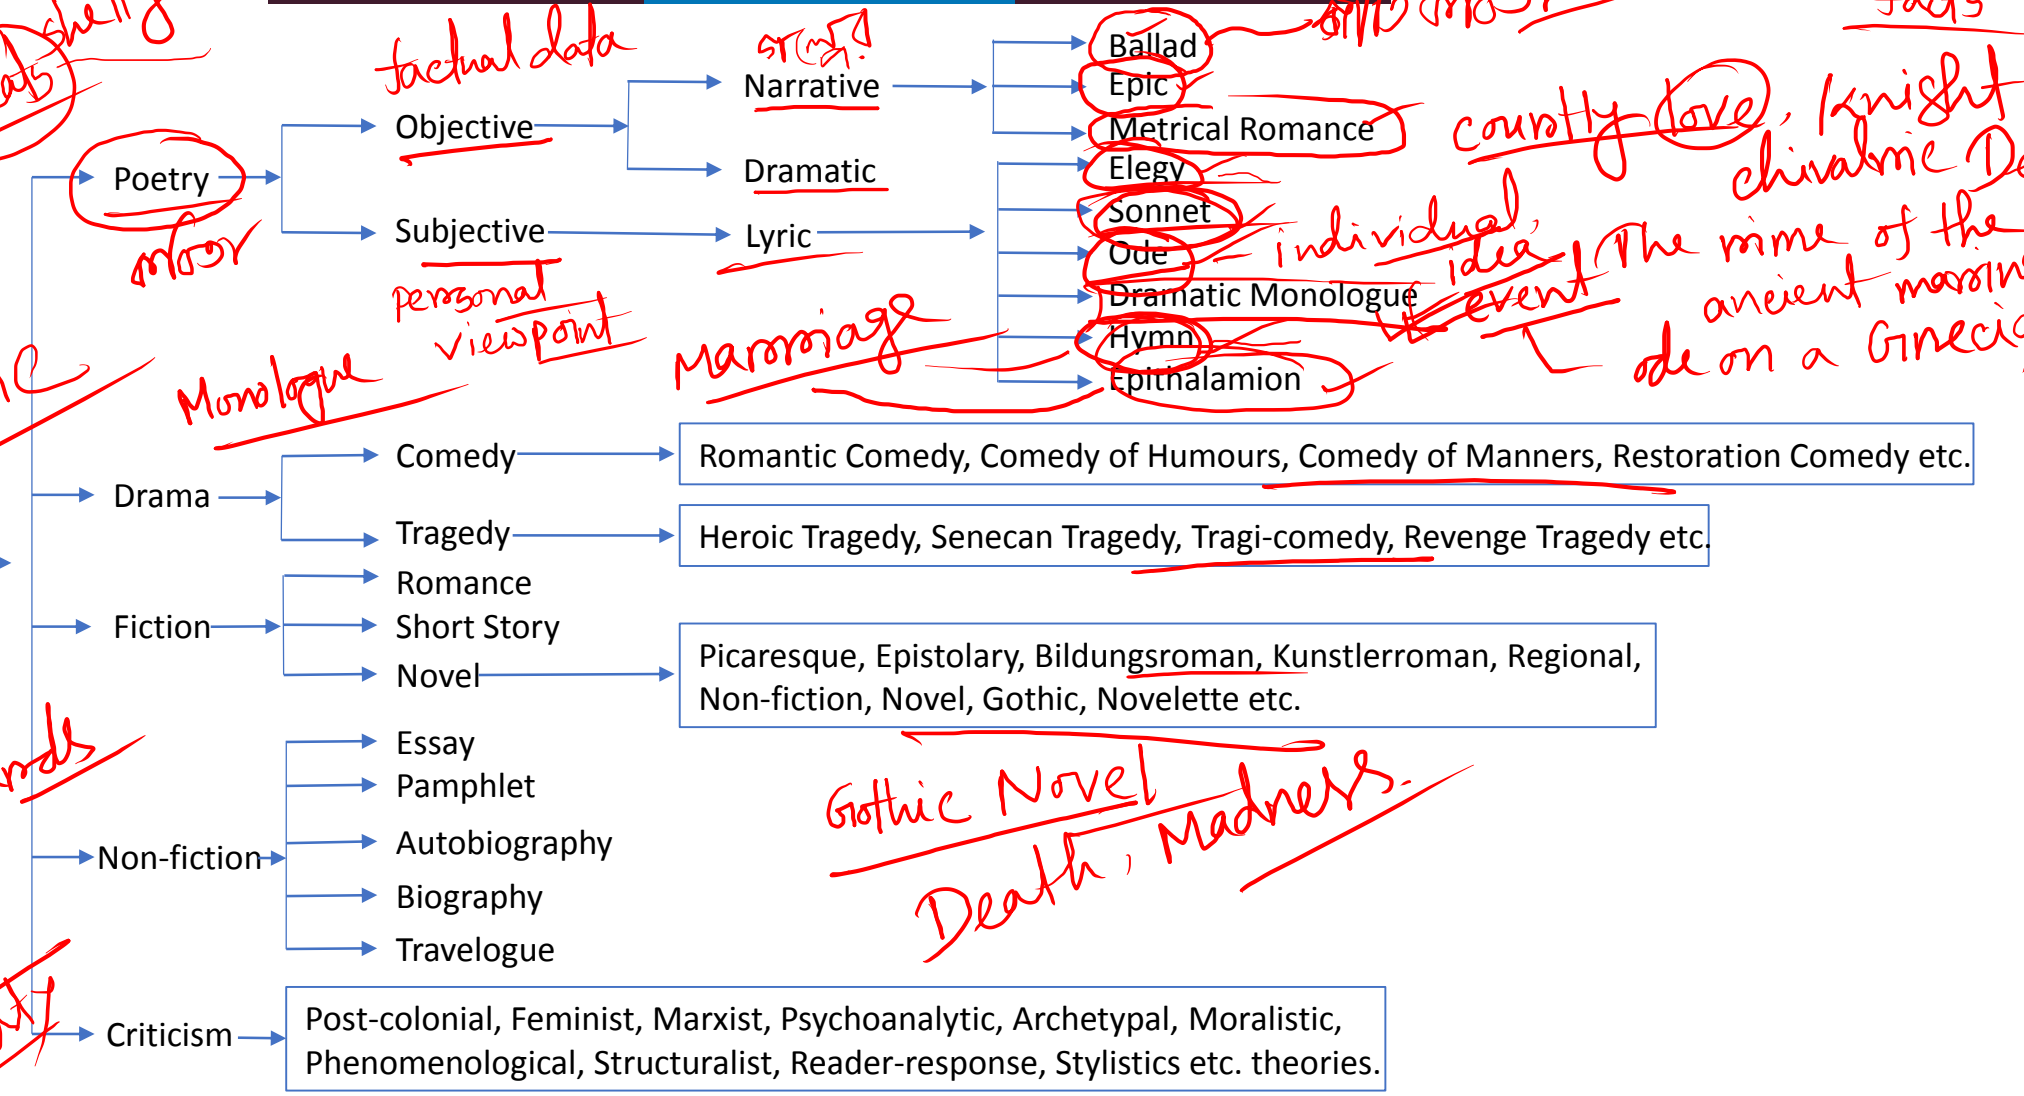 shelly
factual data
facts
Poetry
Objective
Narrative
Ballad
Epic
Metrical Romance
Dramatic
Subjective
Lyric
Elegy
Sonnet
Ode
Dramatic Monologue
Hymn
Epithalamion
courtly love, knight
chivalric
individual,
idea
event
The rime of the
ancient
ode on a
personal
viewpoint
Marriage
Monologue
Drama
Comedy
Romantic Comedy, Comedy of Humours, Comedy of Manners, Restoration Comedy etc.
Tragedy
Heroic Tragedy, Senecan Tragedy, Tragi-comedy, Revenge Tragedy etc.
Fiction
Romance
Short Story
Novel
Picaresque, Epistolary, Bildungsroman, Kunstlerroman, Regional,
Non-fiction, Novel, Gothic, Novelette etc.
Gothic Novel
Death, Madness.
Non-fiction
Essay
Pamphlet
Autobiography
Biography
Travelogue
Criticism
Post-colonial, Feminist, Marxist, Psychoanalytic, Archetypal, Moralistic,
Phenomenological, Structuralist, Reader-response, Stylistics etc. theories.